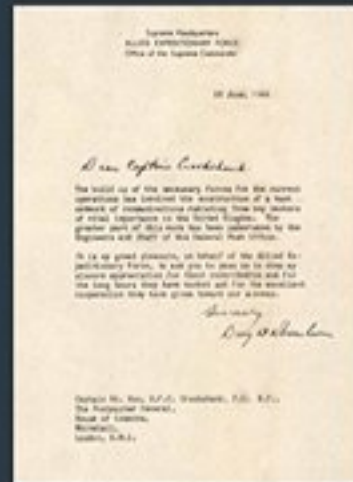 Supreme Headquarters
ALLIED EXPEDITIONARY FORCE
Office of the Supreme Commander
Dear Captain Crookshank
The build up of the necessary forces for the current
operations has involved the construction of a vast
network of communications radiating from key centers
of vital importance in the United Kingdom. The
greater part of this work has been undertaken by the
Engineers and Staff of the General Post Office.
It is my great pleasure, on behalf of the Allied Ex-
peditionary Force, to ask you to pass on to them my
sincere appreciation for their contribution and for
the long hours they have worked and for the excellent
cooperation they have given toward our success.
Sincerely
Captain Rt. Hon. H.F.C. Crookshank, P.C. M.P.,
The Postmaster General,
House of Commons,
Whitehall,
London, S.W.1.